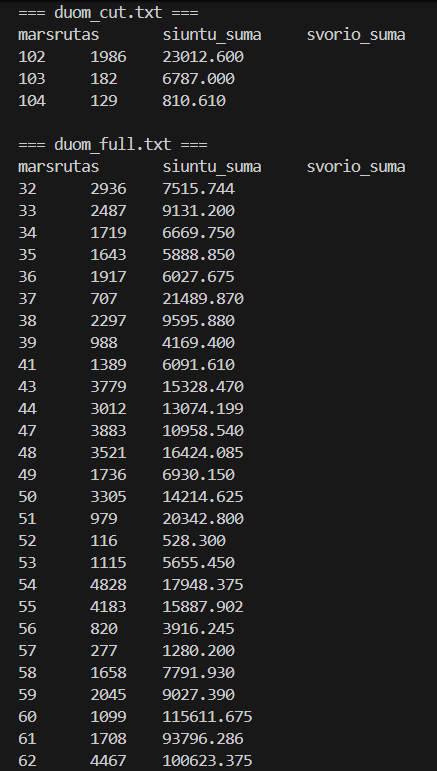 === duom_cut.txt ===
marsrutas siuntu_suma svorio_suma
102 1986 23012.600
103 182 6787.000
104 129 810.610

=== duom_full.txt ===
marsrutas siuntu_suma svorio_suma
32 2936 7515.744
33 2487 9131.200
34 1719 6669.750
35 1643 5888.850
36 1917 6027.675
37 707 21489.870
38 2297 9595.880
39 988 4169.400
41 1389 6091.610
43 3779 15328.470
44 3012 13074.199
47 3883 10958.540
48 3521 16424.085
49 1736 6930.150
50 3305 14214.625
51 979 20342.800
52 116 528.300
53 1115 5655.450
54 4828 17948.375
55 4183 15887.902
56 820 3916.245
57 277 1280.200
58 1658 7791.930
59 2045 9027.390
60 1099 115611.675
61 1708 93796.286
62 4467 100623.375